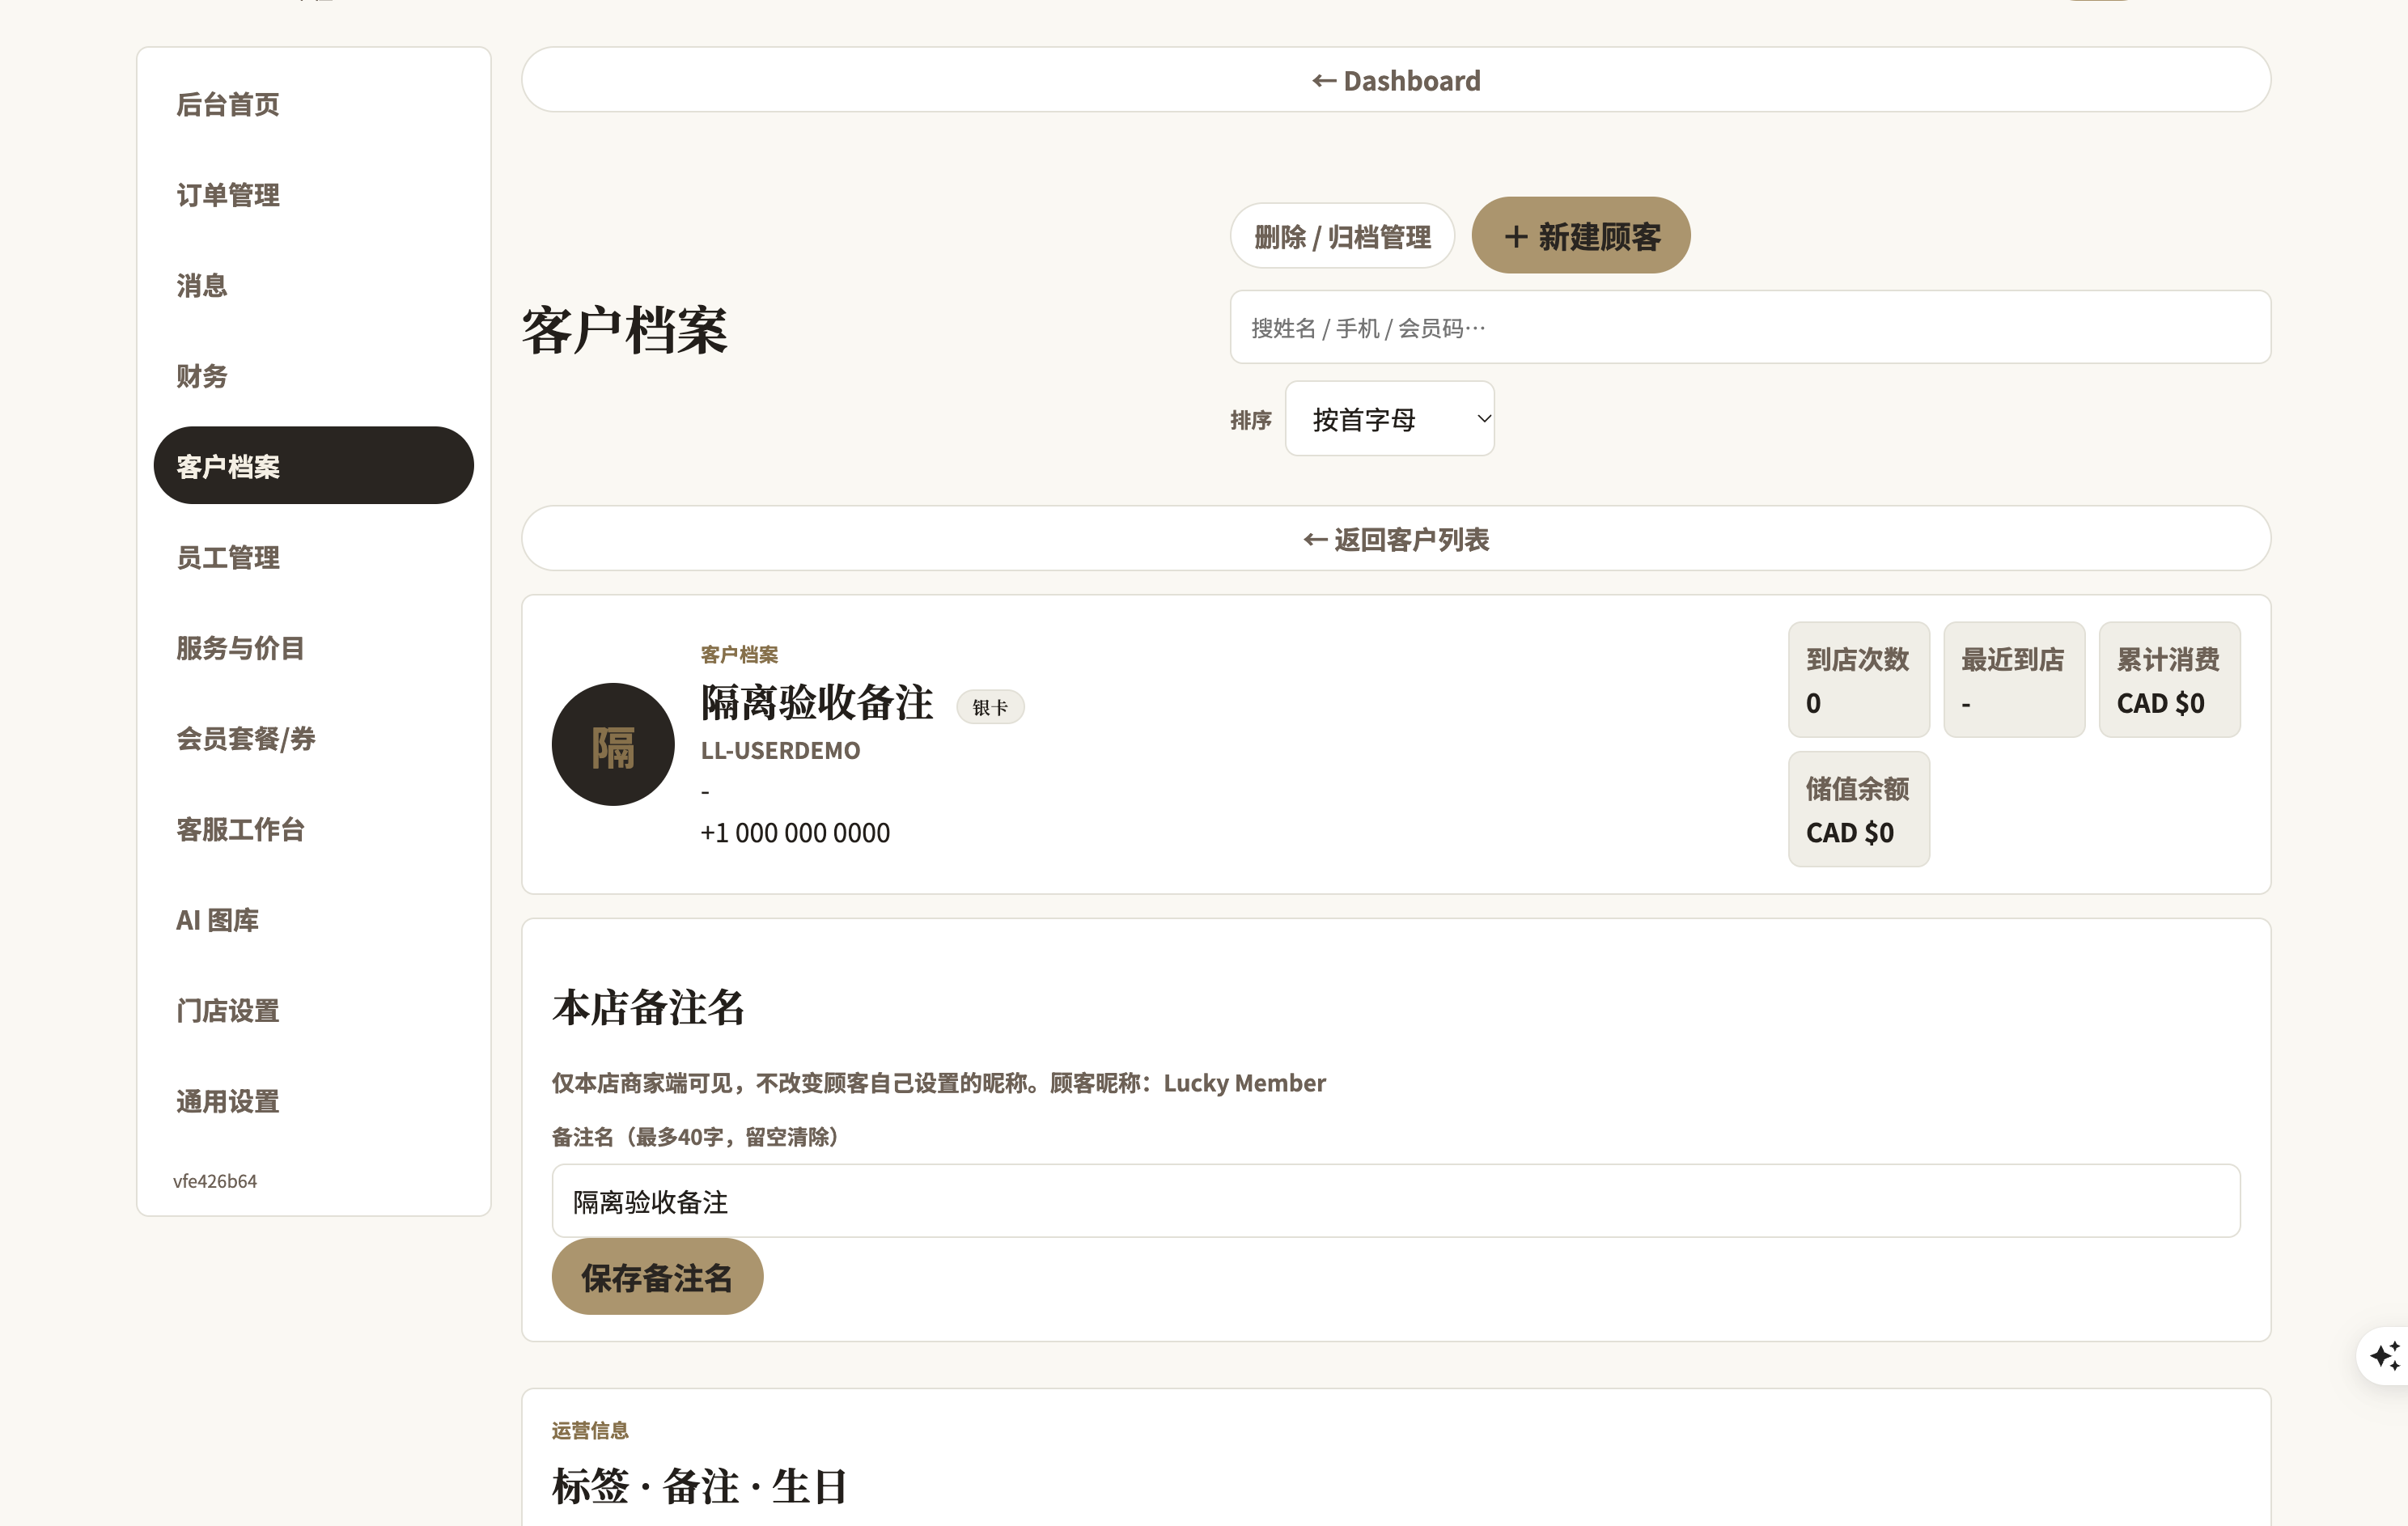 后台首页
订单管理
消息
财务
客户档案
员工管理
服务与价目
会员套餐/券
客服工作台
AI 图库
门店设置
通用设置
vfe426b64
← Dashboard
删除 / 归档管理
＋ 新建顾客
客户档案
搜姓名 / 手机 / 会员码…
排序
按首字母
← 返回客户列表
隔
客户档案
隔离验收备注
银卡
LL-USERDEMO
-
+1 000 000 0000
到店次数
0
最近到店
-
累计消费
CAD $0
储值余额
CAD $0
本店备注名
仅本店商家端可见，不改变顾客自己设置的昵称。顾客昵称：Lucky Member
备注名（最多40字，留空清除）
隔离验收备注
保存备注名
运营信息
标签 · 备注 · 生日